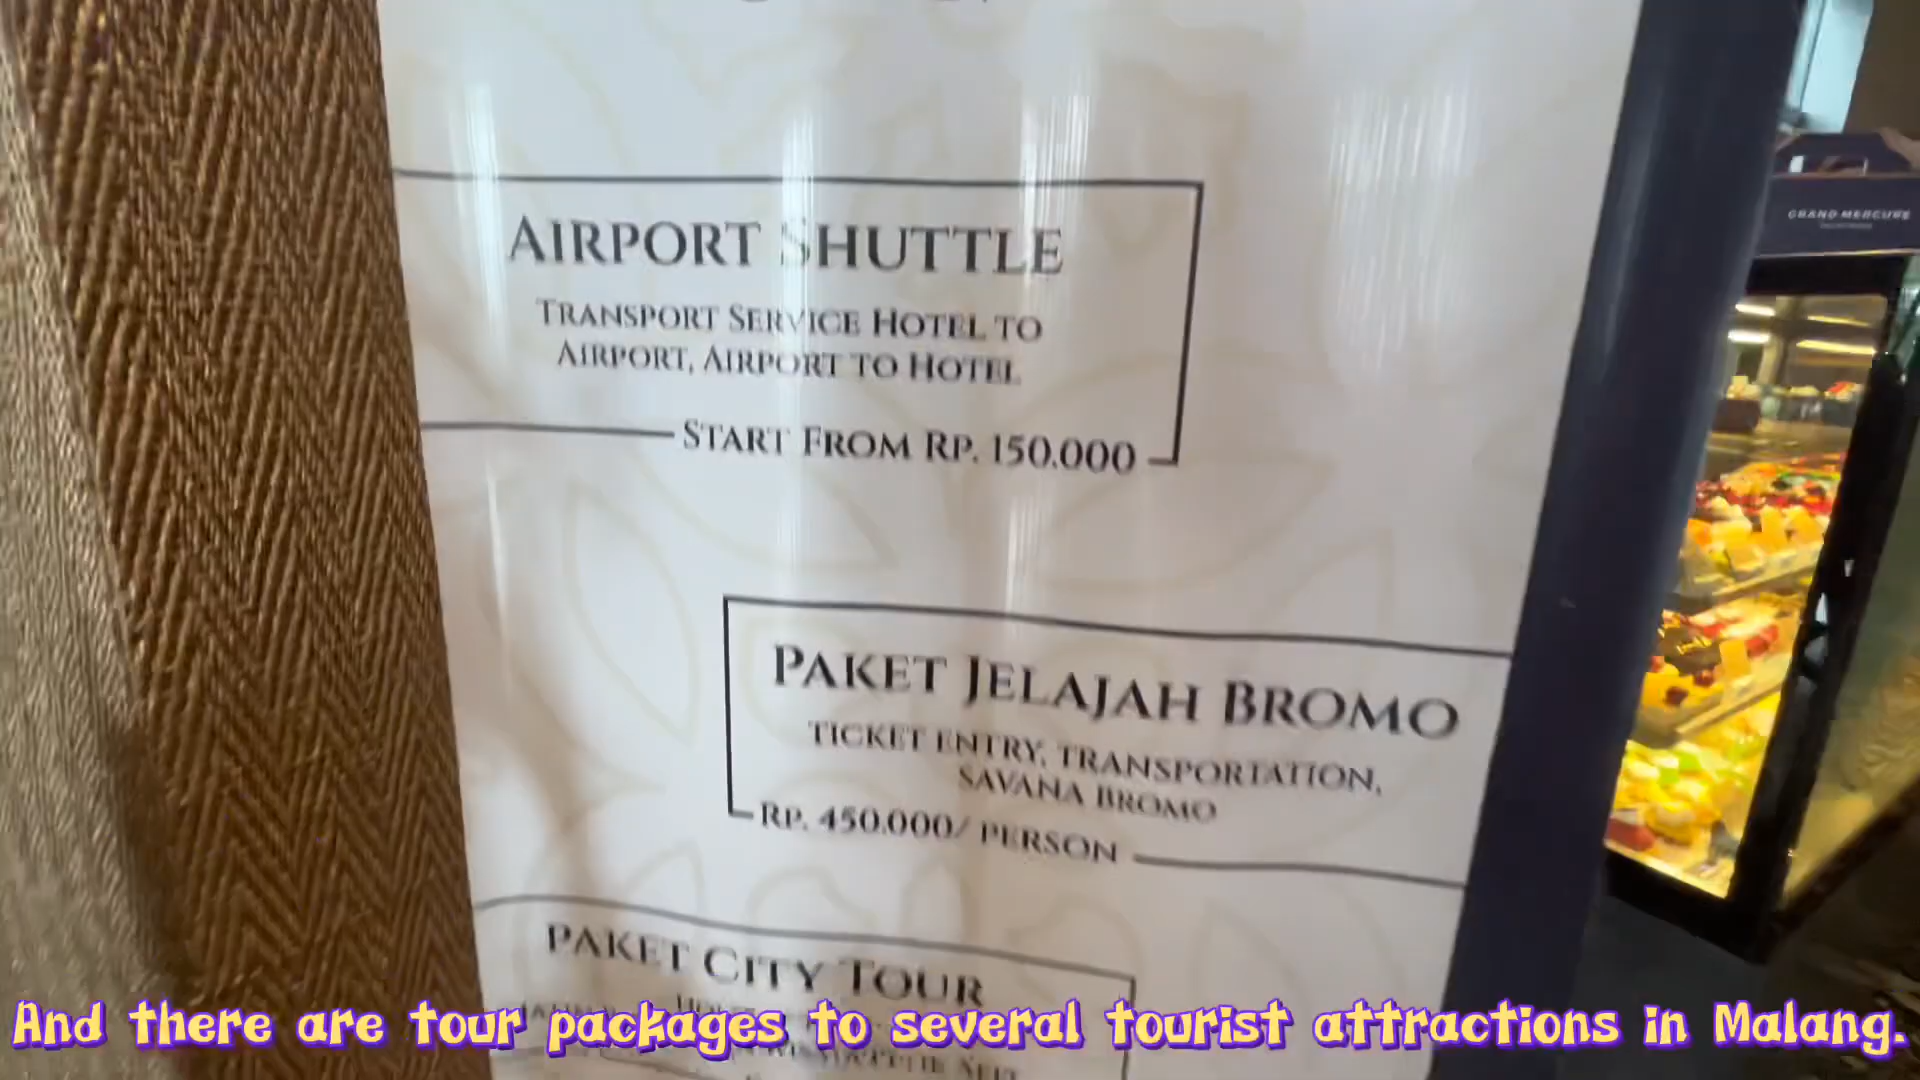 AIRPORT SHUTTLE
TRANSPORT SERVICE HOTEL TO
AIRPORT, AIRPORT TO HOTEL
START FROM RP. 150.000
GRAND MERCURE
PAKET JELAJAH BROMO
TICKET ENTRY, TRANSPORTATION,
SAVANA BROMO
RP. 450.000/ PERSON
PAKET CITY TOUR
And there are tour packages to several tourist attractions in Malang.